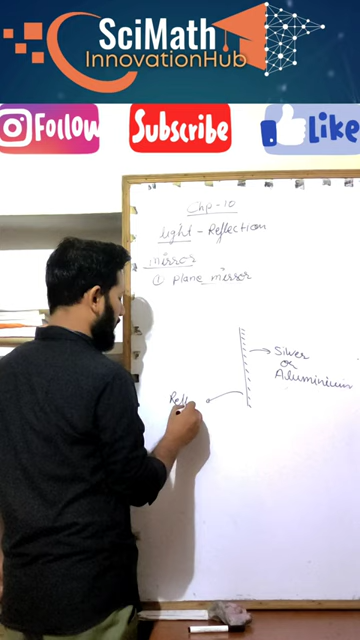 SciMath
InnovationHub
Follow
Subscribe
Like
Chp-10
light - Reflection
mirror
① plane mirror
Silver
or
Aluminium
Refl